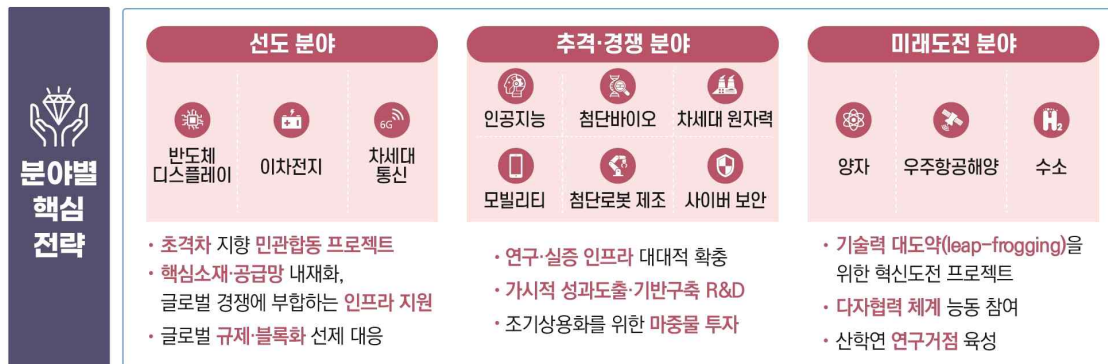 분야별
핵심
전략
선도 분야
반도체
디스플레이
이차전지
6G
차세대
통신
· 초격차 지향 민관합동 프로젝트
· 핵심소재·공급망 내재화,
글로벌 경쟁에 부합하는 인프라 지원
· 글로벌 규제·블록화 선제 대응
추격·경쟁 분야
인공지능
첨단바이오
차세대 원자력
모빌리티
첨단로봇 제조
사이버 보안
· 연구·실증 인프라 대대적 확충
· 가시적 성과도출·기반구축 R&D
· 조기상용화를 위한 마중물 투자
미래도전 분야
양자
우주항공해양
H2
수소
· 기술력 대도약(leap-frogging)을
위한 혁신도전 프로젝트
· 다자협력 체계 능동 참여
· 산학연 연구거점 육성